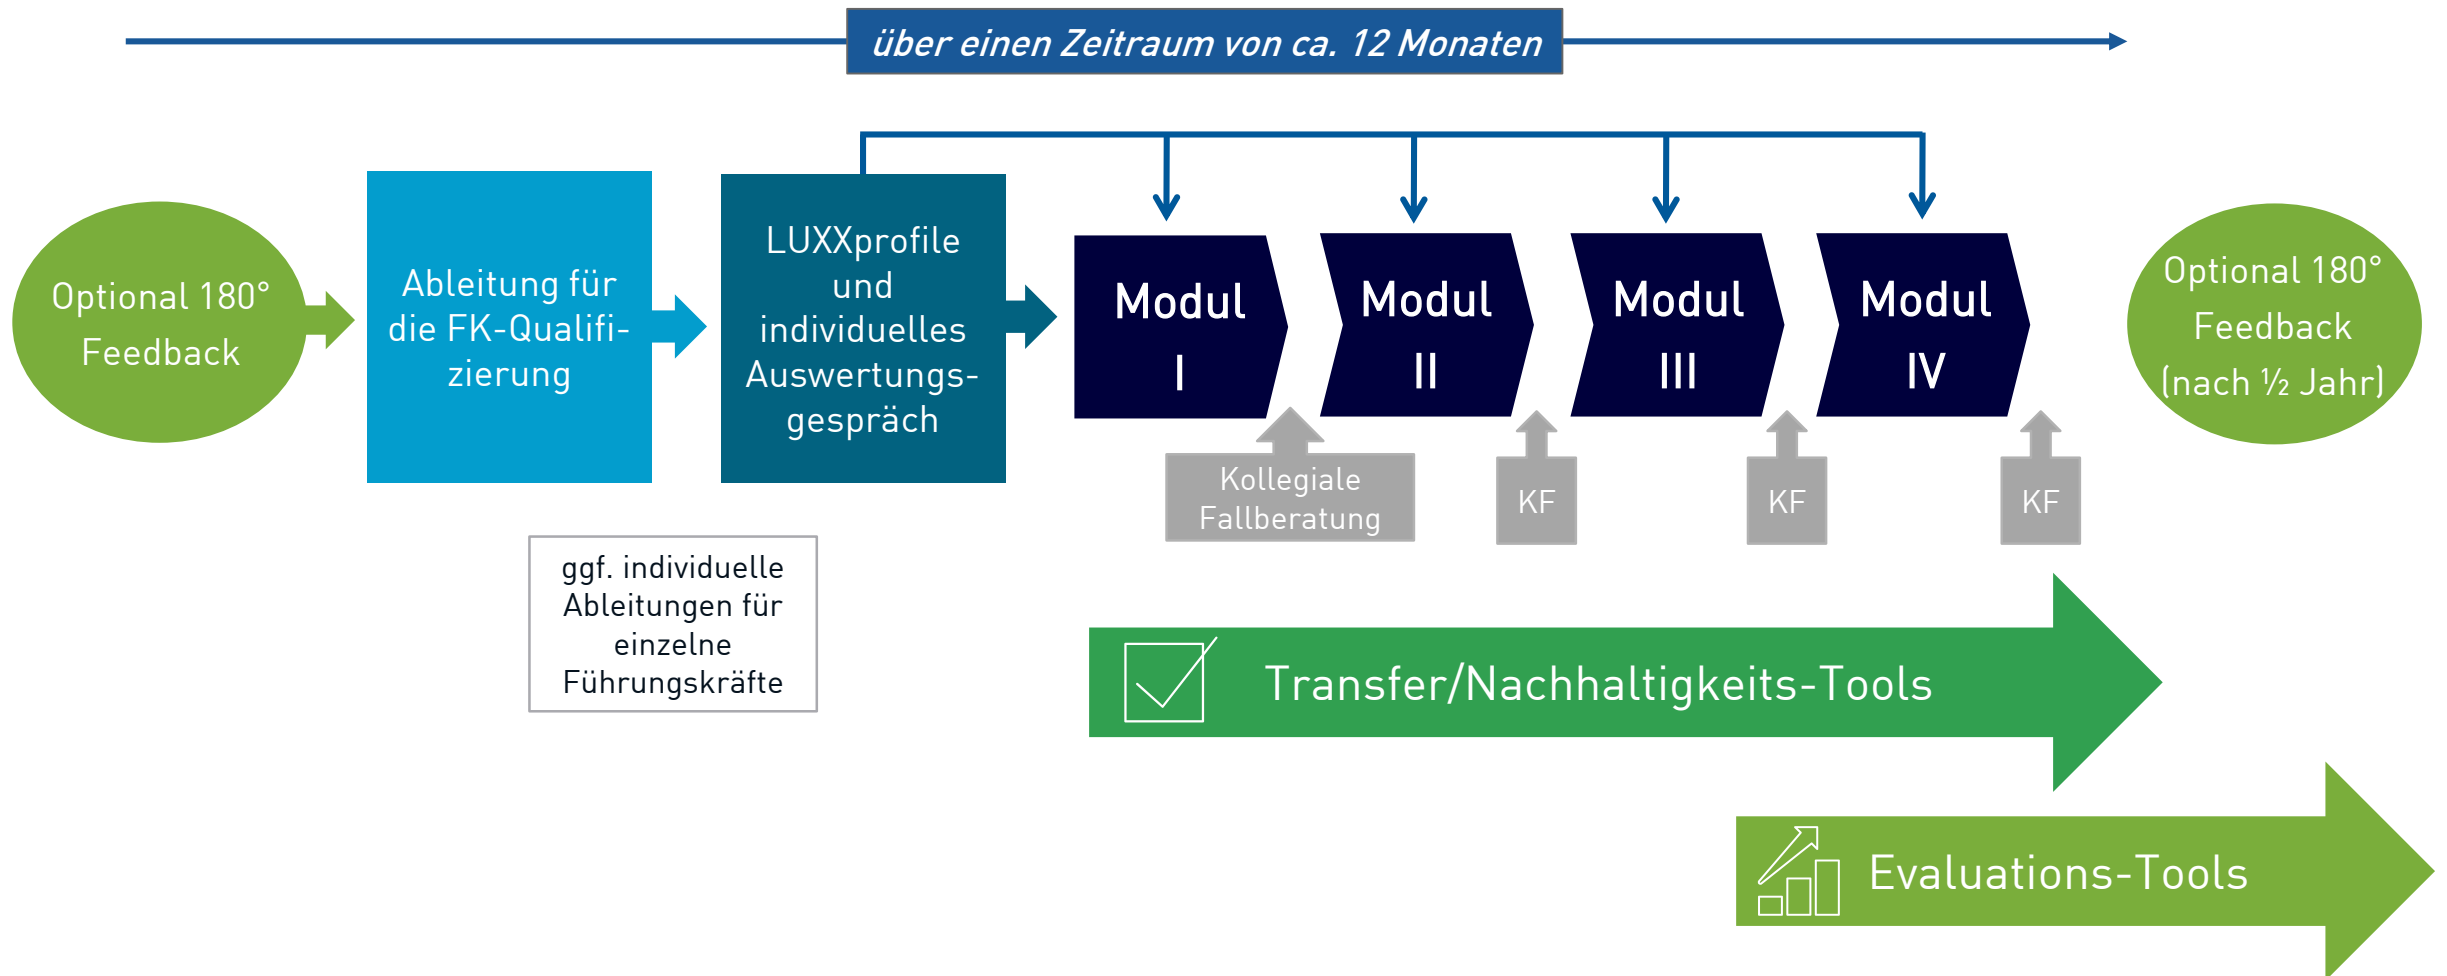 über einen Zeitraum von ca. 12 Monaten
Optional 180°
Feedback
Ableitung für
die FK-Qualifi-
zierung
LUXXprofile
und
individuelles
Auswertungs-
gespräch
Modul
I
Modul
II
Modul
III
Modul
IV
Optional 180°
Feedback
(nach ½ Jahr)
Kollegiale
Fallberatung
KF
KF
KF
ggf. individuelle
Ableitungen für
einzelne
Führungskräfte
Transfer/Nachhaltigkeits-Tools
Evaluations-Tools